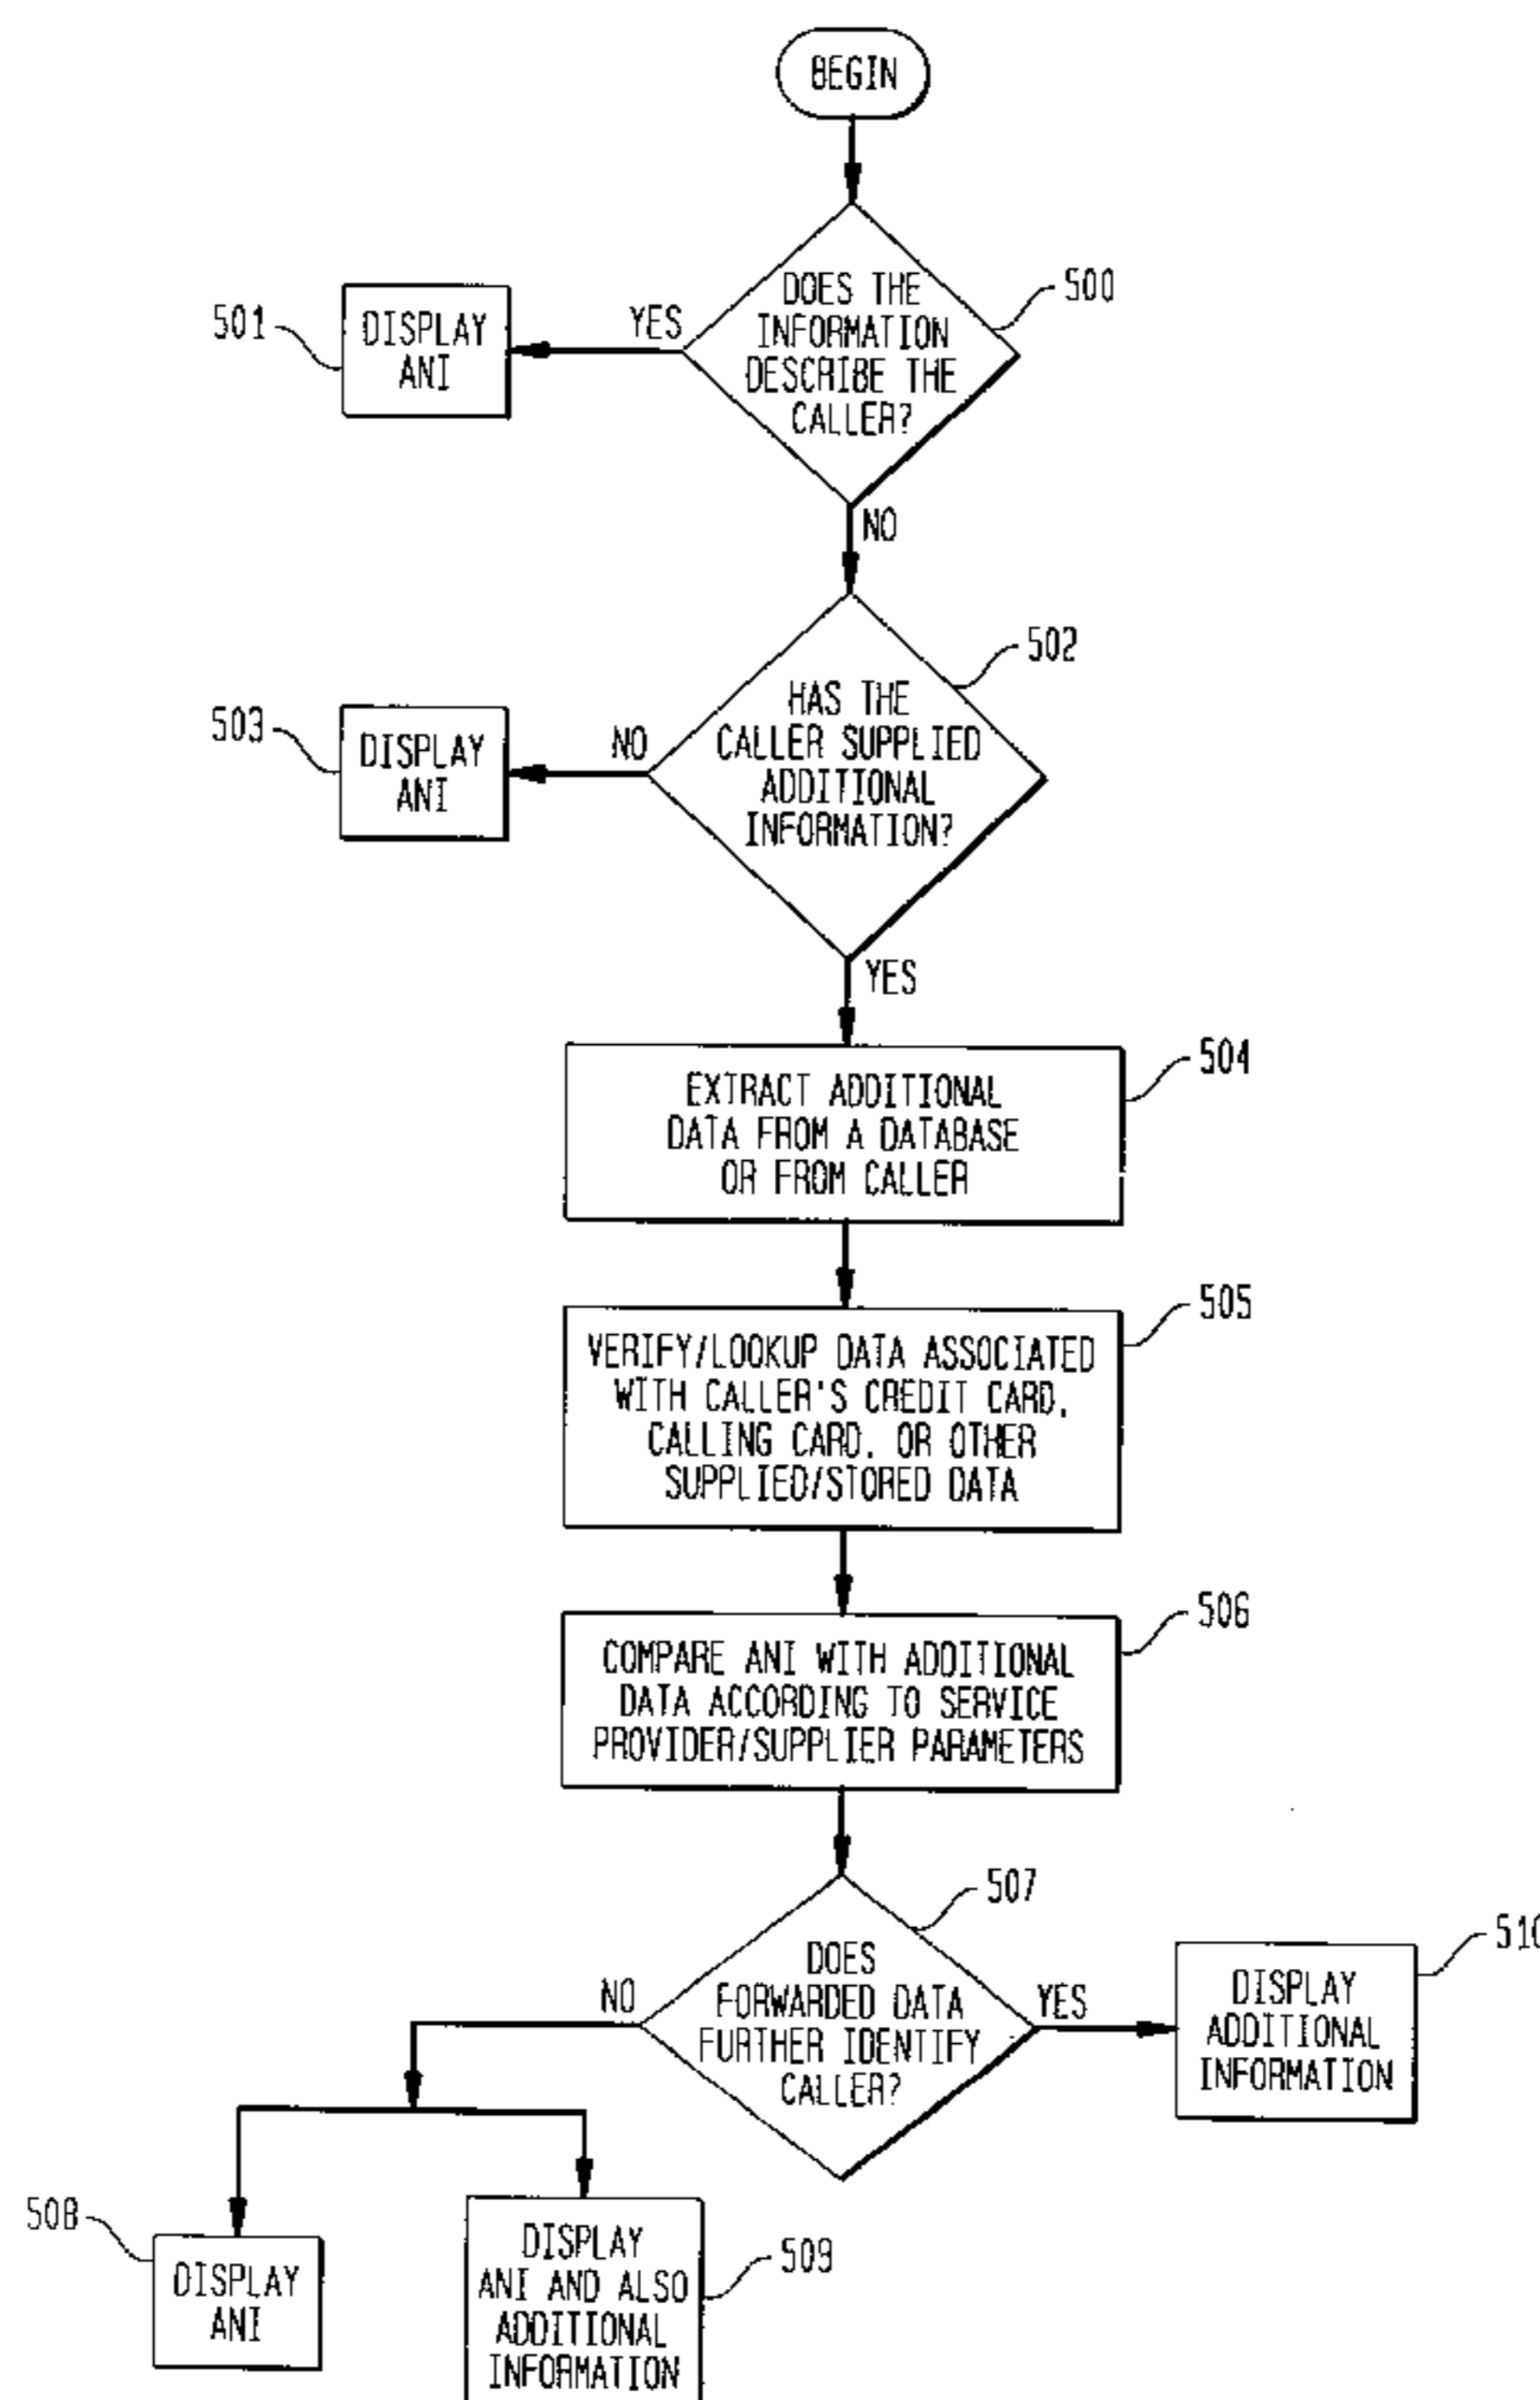 BEGIN
DOES THE
INFORMATION
DESCRIBE THE
CALLER?
500
YES
501
DISPLAY
ANI
NO
502
HAS THE
CALLER SUPPLIED
ADDITIONAL
INFORMATION?
NO
503
DISPLAY
ANI
YES
504
EXTRACT ADDITIONAL
DATA FROM A DATABASE
OR FROM CALLER
505
VERIFY/LOOKUP DATA ASSOCIATED
WITH CALLER'S CREDIT CARD,
CALLING CARD, OR OTHER
SUPPLIED/STORED DATA
506
COMPARE ANI WITH ADDITIONAL
DATA ACCORDING TO SERVICE
PROVIDER/SUPPLIER PARAMETERS
507
DOES
FORWARDED DATA
FURTHER IDENTIFY
CALLER?
NO
YES
510
DISPLAY
ADDITIONAL
INFORMATION
508
DISPLAY
ANI
509
DISPLAY
ANI AND ALSO
ADDITIONAL
INFORMATION